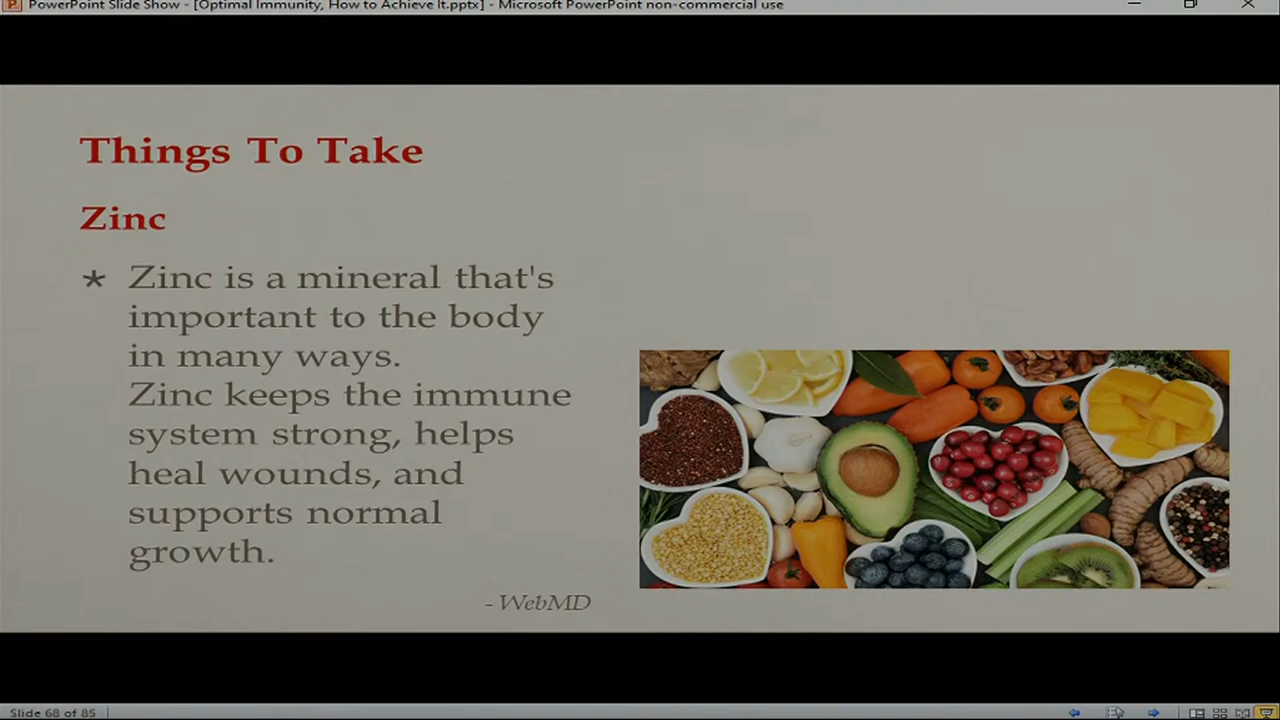 PowerPoint Slide Show - [Optimal Immunity, How to Achieve It.pptx] - Microsoft PowerPoint non-commercial use
Things To Take
Zinc
* Zinc is a mineral that's
important to the body
in many ways.
Zinc keeps the immune
system strong, helps
heal wounds, and
supports normal
growth.
- WebMD
Slide 68 of 85